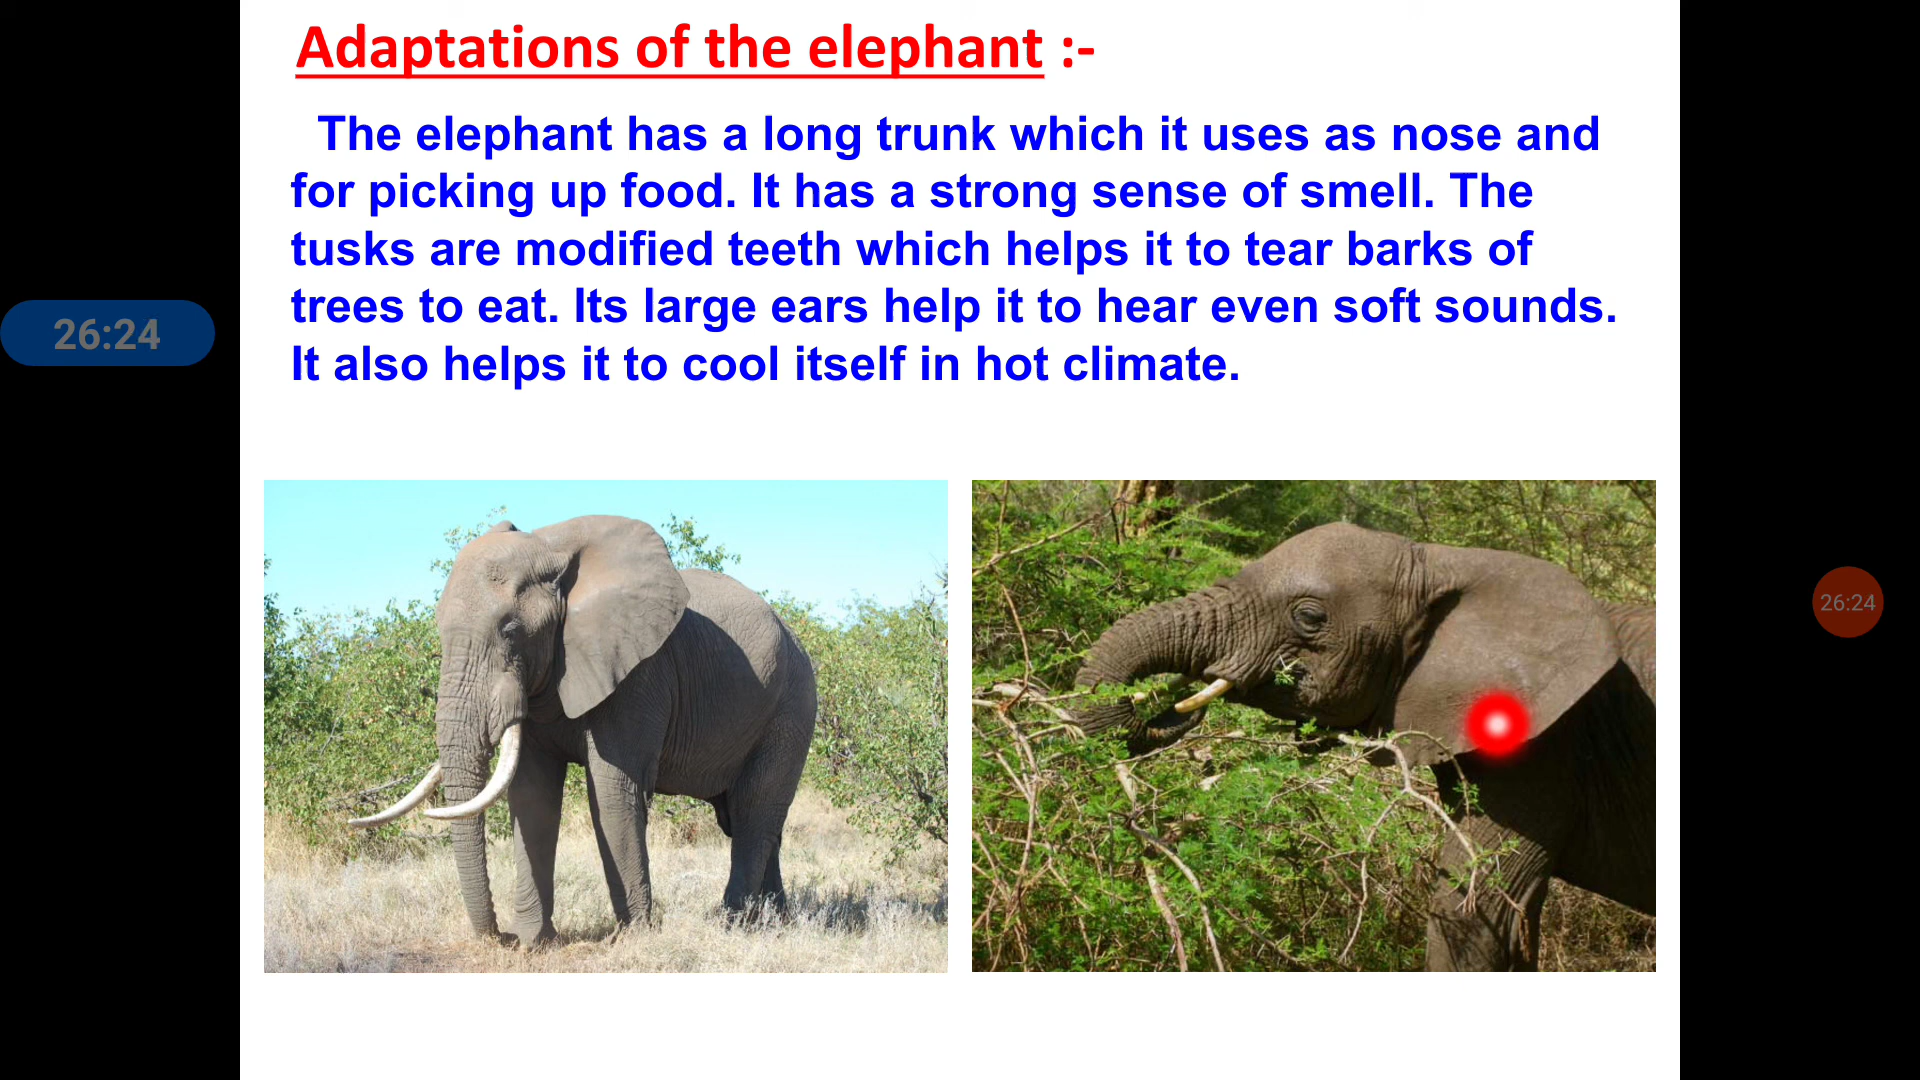 Adaptations of the elephant :-
The elephant has a long trunk which it uses as nose and
for picking up food. It has a strong sense of smell. The
tusks are modified teeth which helps it to tear barks of
trees to eat. Its large ears help it to hear even soft sounds.
It also helps it to cool itself in hot climate.
26:24
26:24